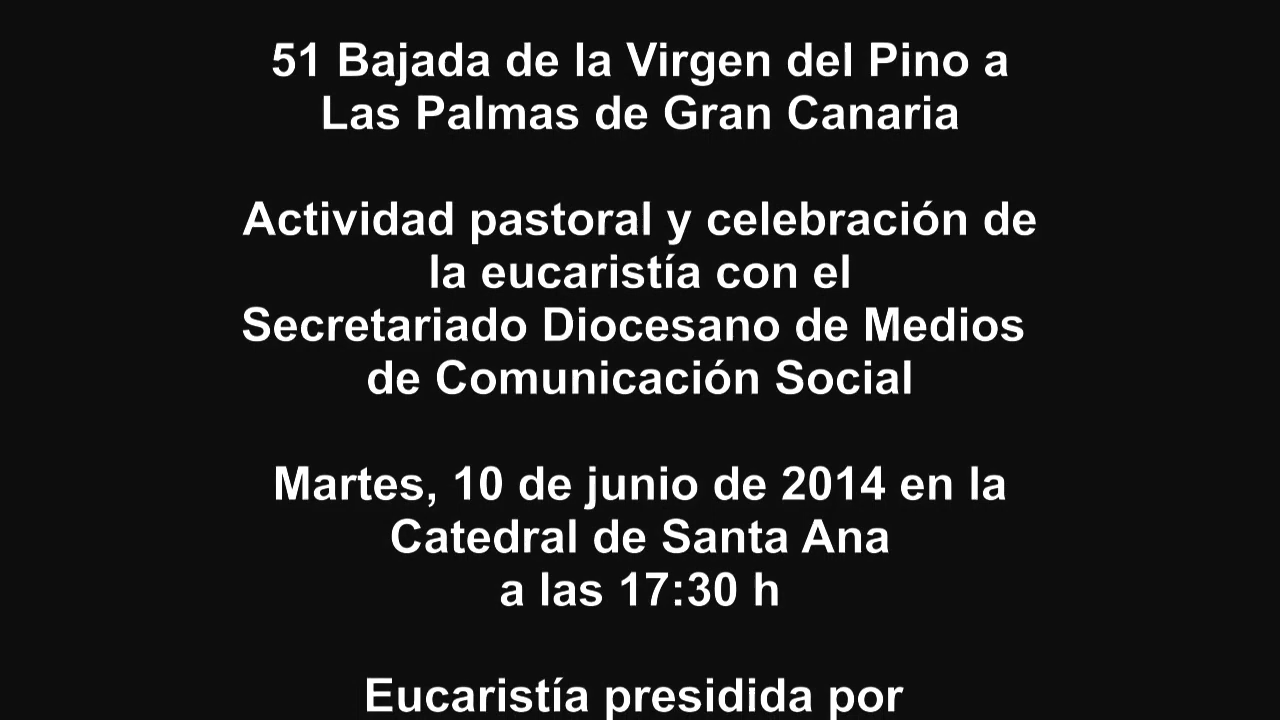 51 Bajada de la Virgen del Pino a
Las Palmas de Gran Canaria
Actividad pastoral y celebración de
la eucaristía con el
Secretariado Diocesano de Medios
de Comunicación Social
Martes, 10 de junio de 2014 en la
Catedral de Santa Ana
a las 17:30 h
Eucaristía presidida por